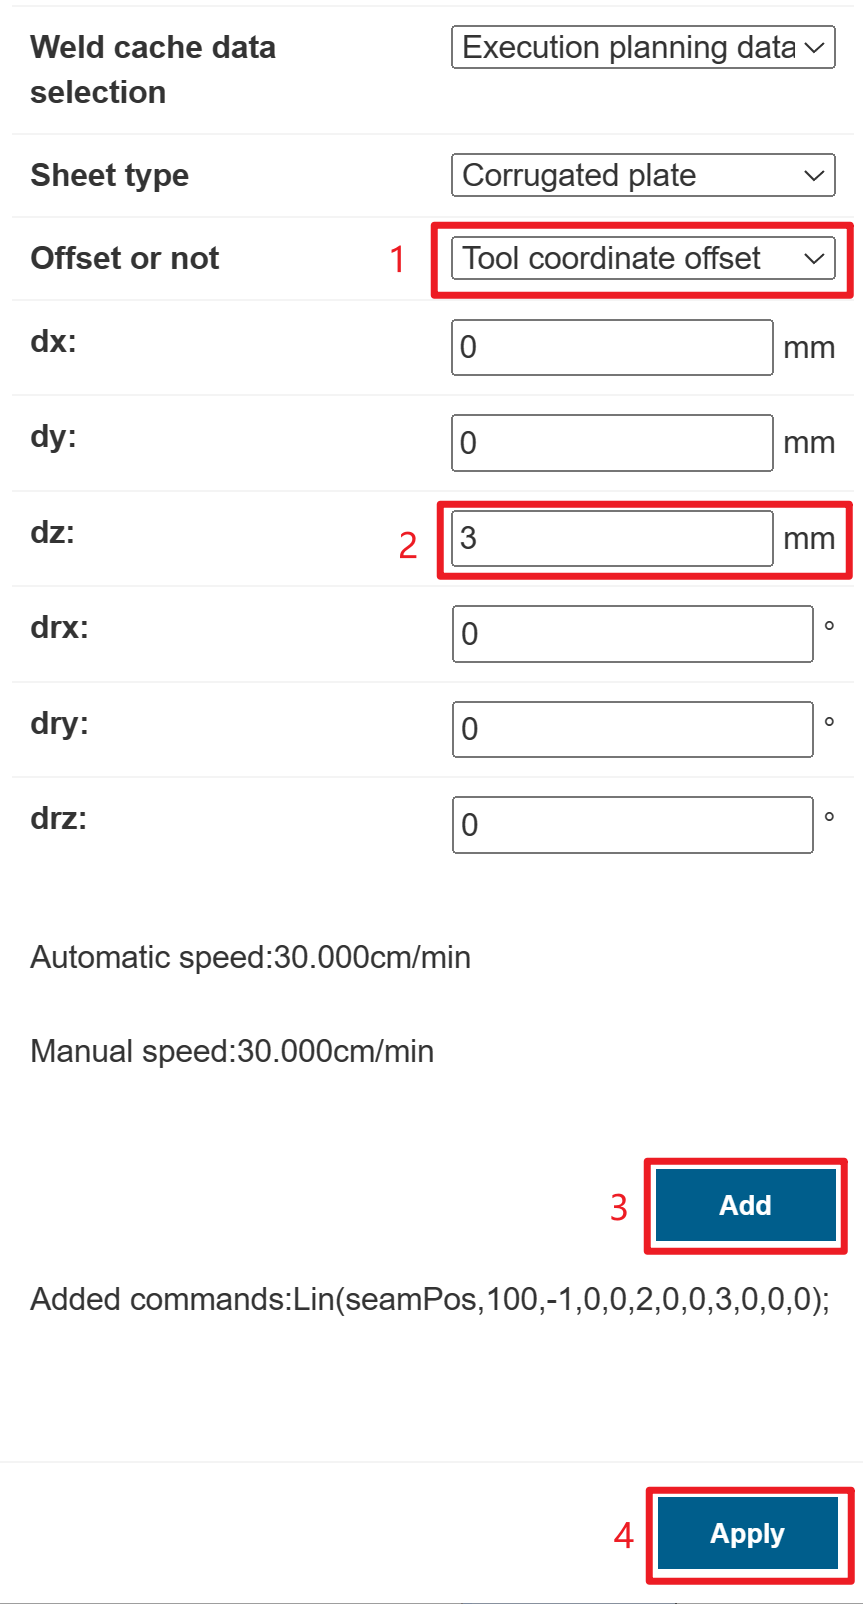 Weld cache data
selection
Execution planning data
Sheet type
Corrugated plate
Offset or not
1
Tool coordinate offset
dx:
0 mm
dy:
0 mm
dz:
2
3 mm
drx:
0 °
dry:
0 °
drz:
0 °
Automatic speed:30.000cm/min
Manual speed:30.000cm/min
3
Add
Added commands:Lin(seamPos,100,-1,0,0,2,0,0,3,0,0,0);
4
Apply